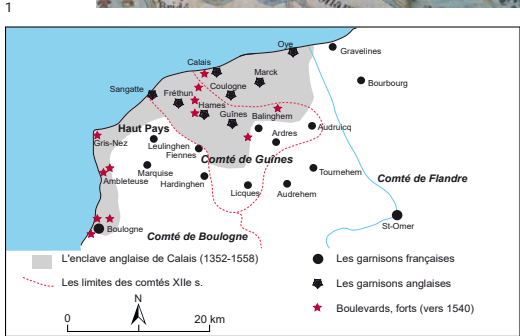 1
Oye
Gravelines
Calais
Marck
Bourbourg
Sangatte
Fréthun
Coulogne
Hames
Guînes
Balinghem
Haut Pays
Audruicq
Gris-Nez
Ardres
Leulinghen
Fiennes
Comté de Guînes
Ambleteuse
Marquise
Tournehem
Comté de Flandre
Hardinghen
Licques
Audrehem
St-Omer
Boulogne
Comté de Boulogne
L'enclave anglaise de Calais (1352-1558)
Les garnisons françaises
Les limites des comtés XIIe s.
Les garnisons anglaises
N
Boulevards, forts (vers 1540)
0
20 km